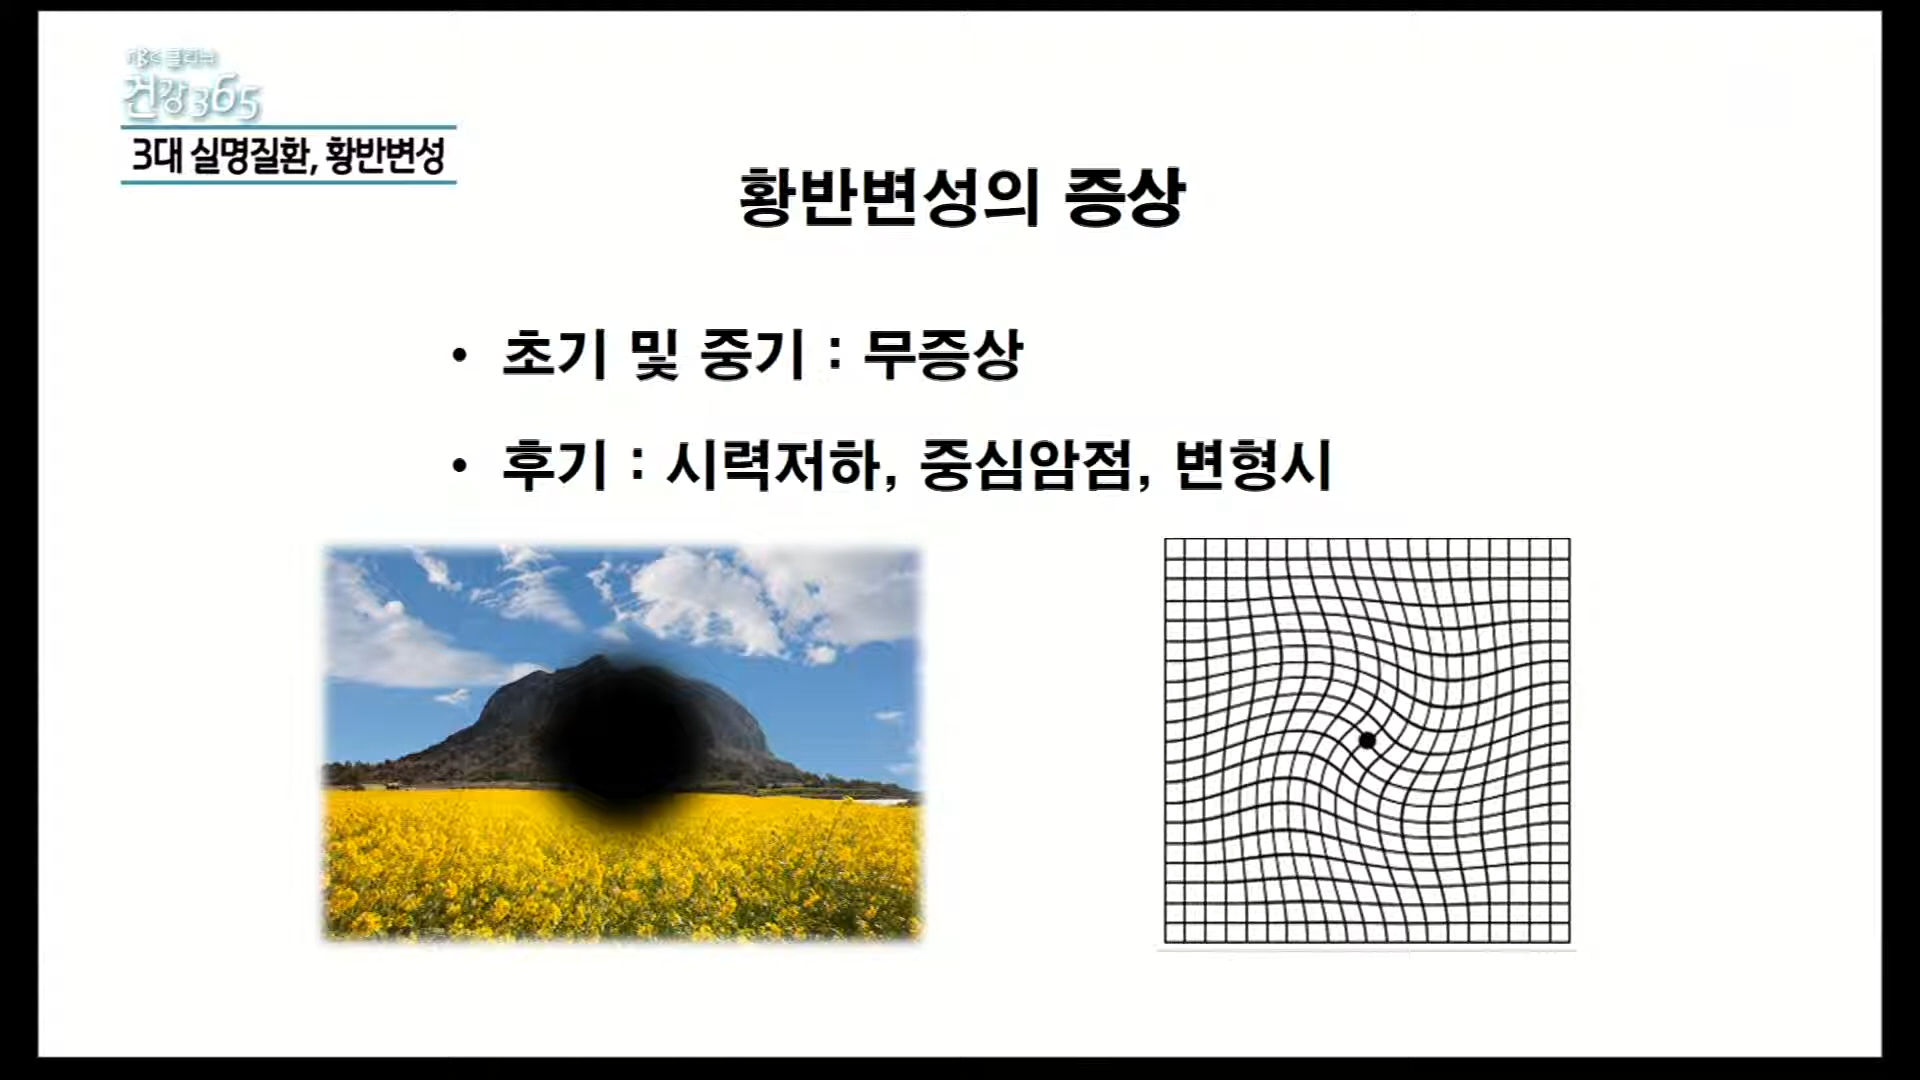 건강365
3대 실명질환, 황반변성
황반변성의 증상
• 초기 및 중기 : 무증상
• 후기 : 시력저하, 중심암점, 변형시